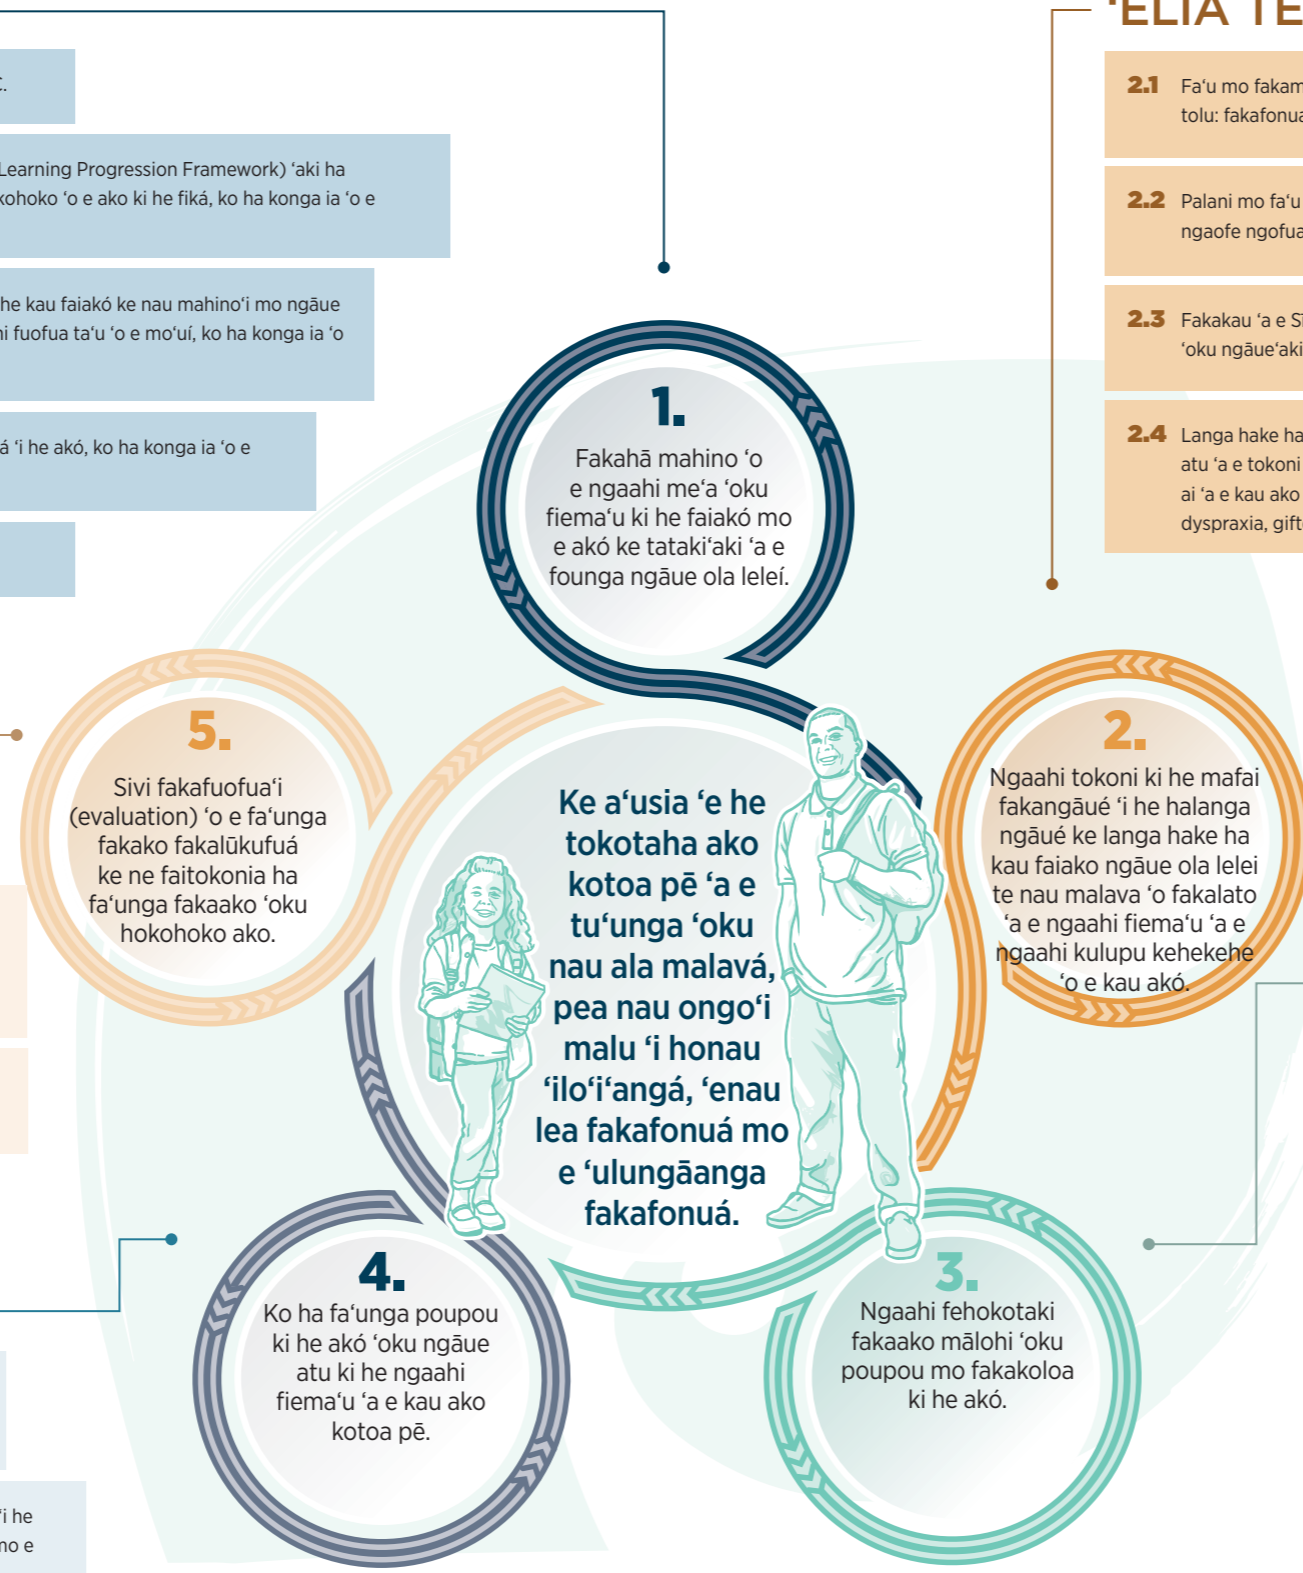 'ELIA TE
C.
Learning Progression Framework) 'aki ha
kohoko 'o e ako ki he fiká, ko ha konga ia 'o e
he kau faiakó ke nau mahino'i mo ngāue
ni fuofua ta'u 'o e mo'uí, ko ha konga ia 'o
á 'i he akó, ko ha konga ia 'o e
2.1 Fa'u mo fakam
tolu: fakafonua
2.2 Palani mo fa'u
ngaofe ngofua
2.3 Fakakau 'a e Si
'oku ngāue'aki
2.4 Langa hake ha
atu 'a e tokoni
ai 'a e kau ako
dyspraxia, gift
1.
Fakahā mahino 'o
e ngaahi me'a 'oku
fiema'u ki he faiakó mo
e akó ke tataki'aki 'a e
founga ngāue ola leleí.
2.
Ngaahi tokoni ki he mafai
fakangāué 'i he halanga
ngāué ke langa hake ha
kau faiako ngāue ola lelei
te nau malava 'o fakalato
'a e ngaahi fiema'u 'a e
ngaahi kulupu kehekehe
'o e kau akó.
5.
Sivi fakafuofua'i
(evaluation) 'o e fa'unga
fakako fakalūkufuá
ke ne faitokonia ha
fa'unga fakaako 'oku
hokohoko ako.
Ke a'usia 'e he
tokotaha ako
kotoa pē 'a e
tu'unga 'oku
nau ala malavá,
pea nau ongo'i
malu 'i honau
'ilo'i'angá, 'enau
lea fakafonuá mo
e 'ulungāanga
fakafonuá.
4.
Ko ha fa'unga poupou
ki he akó 'oku ngāue
atu ki he ngaahi
fiema'u 'a e kau ako
kotoa pē.
3.
Ngaahi fehokotaki
fakaako mālohi 'oku
poupou mo fakakoloa
ki he akó.
'i he
mo e